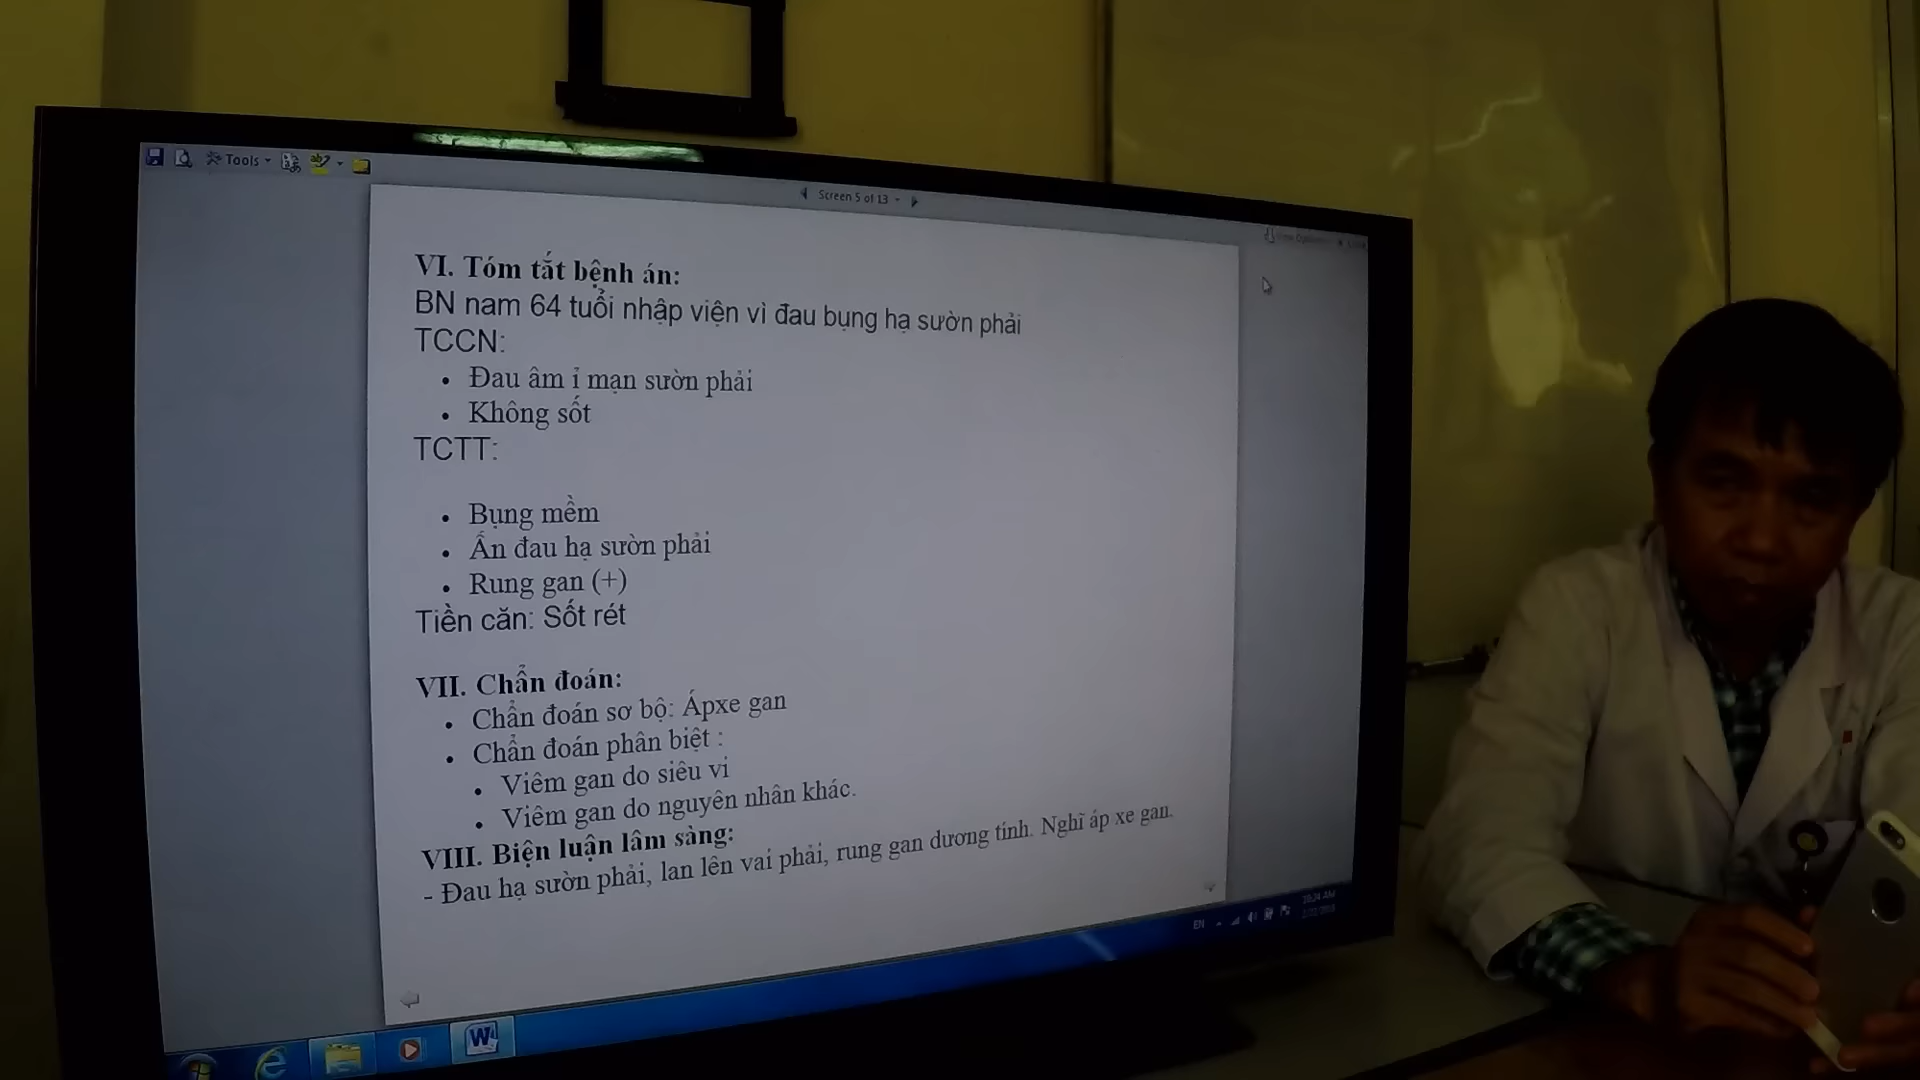 Tools
Screen 5 of 13
VI. Tóm tắt bệnh án:
BN nam 64 tuổi nhập viện vì đau bụng hạ sườn phải
TCCN:
• Đau âm ỉ mạn sườn phải
• Không sốt
TCTT:
• Bụng mềm
• Ấn đau hạ sườn phải
• Rung gan (+)
Tiền căn: Sốt rét
VII. Chẩn đoán:
• Chẩn đoán sơ bộ: Ápxe gan
• Chẩn đoán phân biệt :
• Viêm gan do siêu vi
• Viêm gan do nguyên nhân khác.
VIII. Biện luận lâm sàng:
- Đau hạ sườn phải, lan lên vai phải, rung gan dương tính. Nghĩ áp xe gan.
EN
10:24 AM